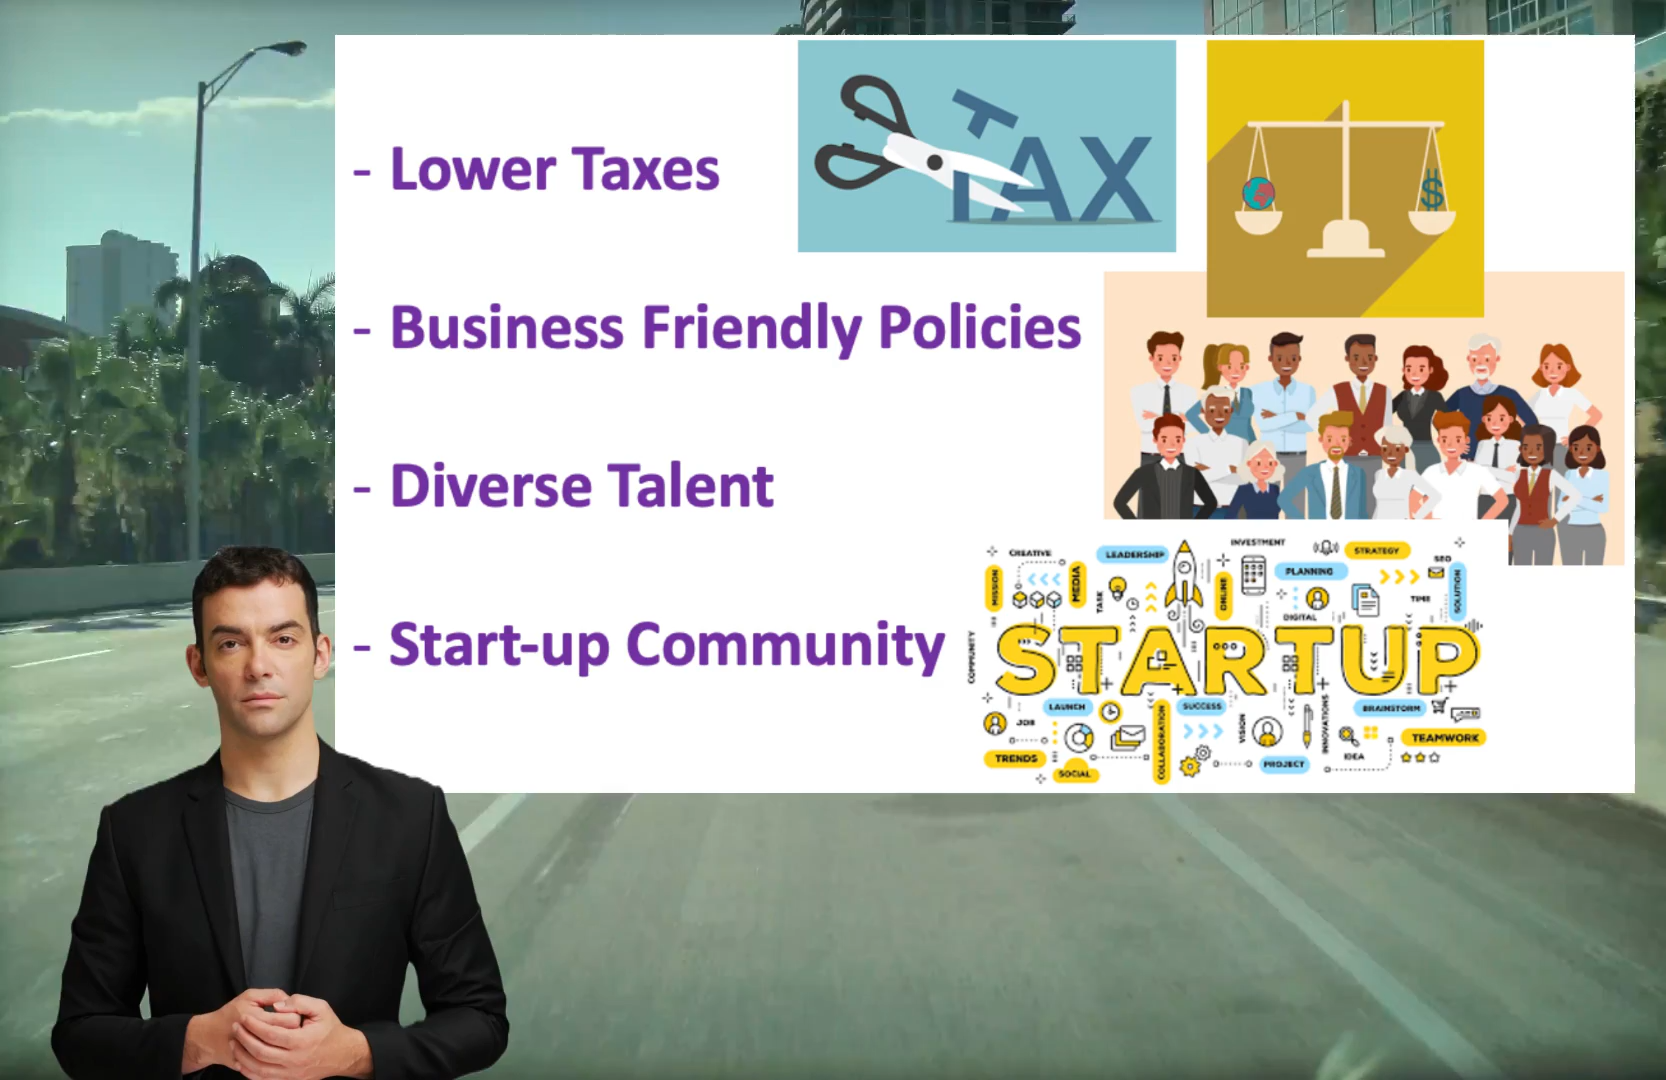 - Lower Taxes
TAX
$
- Business Friendly Policies
- Diverse Talent
- Start-up Community
CREATIVE
LEADERSHIP
INVESTMENT
STRATEGY
SEO
MISSION
MEDIA
TASK
ONLINE
PLANNING
TIME
SOLUTION
DIGITAL
COMMUNITY
STARTUP
LAUNCH
SUCCESS
BRAINSTORM
JOB
COLLABORATION
VISION
INNOVATIONS
TEAMWORK
TRENDS
SOCIAL
PROJECT
IDEA